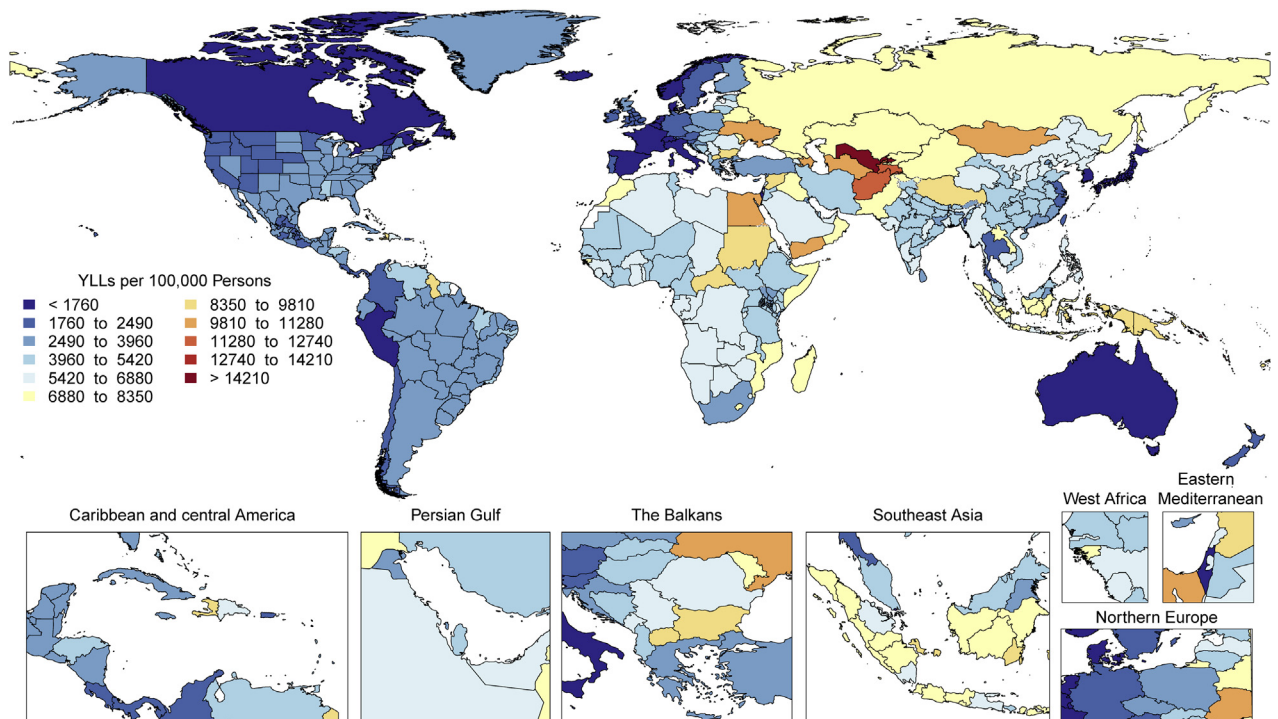 YLLs per 100,000 Persons
< 1760
1760 to 2490
2490 to 3960
3960 to 5420
5420 to 6880
6880 to 8350
8350 to 9810
9810 to 11280
11280 to 12740
12740 to 14210
> 14210
Caribbean and central America
Persian Gulf
The Balkans
Southeast Asia
West Africa
Eastern
Mediterranean
Northern Europe